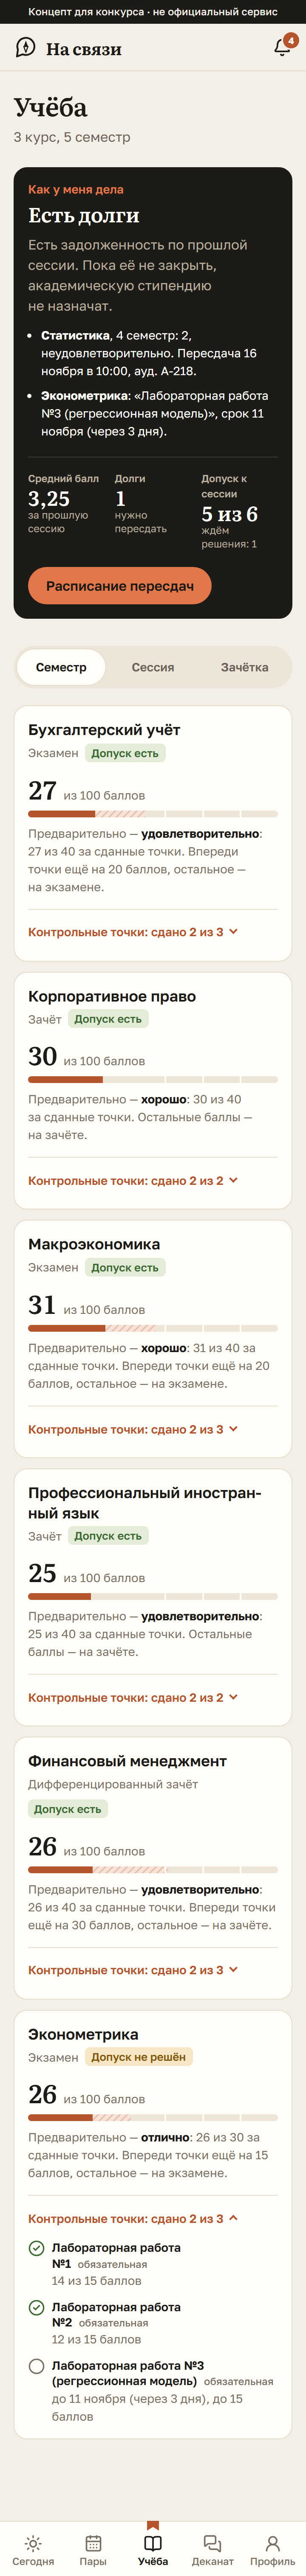 Концепт для конкурса · не официальный сервис
На связи
4
Учёба
3 курс, 5 семестр
Как у меня дела
Есть долги
Есть задолженность по прошлой
сессии. Пока её не закрыть,
академическую стипендию
не назначат.
• Статистика, 4 семестр: 2,
неудовлетворительно. Пересдача 16
ноября в 10:00, ауд. А-218.
• Эконометрика: «Лабораторная работа
№3 (регрессионная модель)», срок 11
ноября (через 3 дня).
Средний балл
3,25
за прошлую
сессию
Долги
1
нужно
пересдать
Допуск к
сессии
5 из 6
ждём
решения: 1
Расписание пересдач
Семестр
Сессия
Зачётка
Бухгалтерский учёт
Экзамен Допуск есть
27 из 100 баллов
Предварительно — удовлетворительно:
27 из 40 за сданные точки. Впереди
точки ещё на 20 баллов, остальное —
на экзамене.
Контрольные точки: сдано 2 из 3
Корпоративное право
Зачёт Допуск есть
30 из 100 баллов
Предварительно — хорошо: 30 из 40
за сданные точки. Остальные баллы —
на зачёте.
Контрольные точки: сдано 2 из 2
Макроэкономика
Экзамен Допуск есть
31 из 100 баллов
Предварительно — хорошо: 31 из 40 за
сданные точки. Впереди точки ещё на 20
баллов, остальное — на экзамене.
Контрольные точки: сдано 2 из 3
Профессиональный иностран-
ный язык
Зачёт Допуск есть
25 из 100 баллов
Предварительно — удовлетворительно:
25 из 40 за сданные точки. Остальные
баллы — на зачёте.
Контрольные точки: сдано 2 из 2
Финансовый менеджмент
Дифференцированный зачёт
Допуск есть
26 из 100 баллов
Предварительно — удовлетворительно:
26 из 40 за сданные точки. Впереди точки
ещё на 30 баллов, остальное — на зачёте.
Контрольные точки: сдано 2 из 3
Эконометрика
Экзамен Допуск не решён
26 из 100 баллов
Предварительно — отлично: 26 из 30 за
сданные точки. Впереди точки ещё на 15
баллов, остальное — на экзамене.
Контрольные точки: сдано 2 из 3
Лабораторная работа
№1 обязательная
14 из 15 баллов
Лабораторная работа
№2 обязательная
12 из 15 баллов
Лабораторная работа №3
(регрессионная модель) обязательная
до 11 ноября (через 3 дня), до 15
баллов
Сегодня
Пары
Учёба
Деканат
Профиль